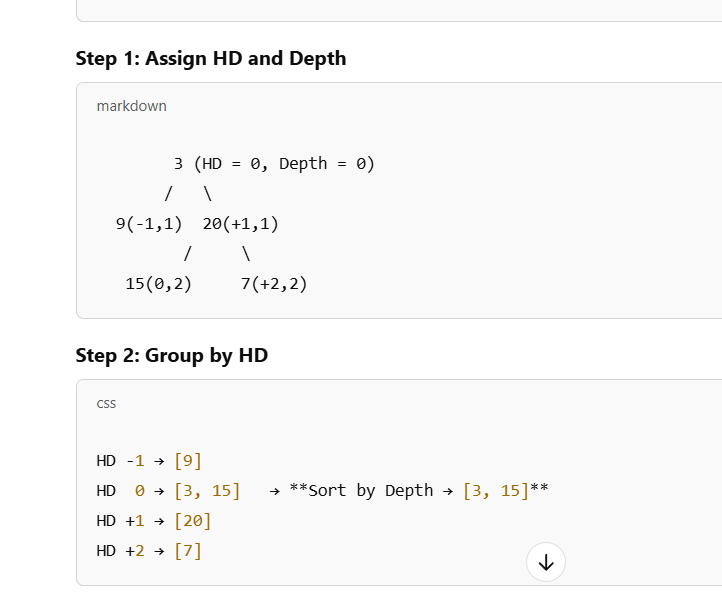 Step 1: Assign HD and Depth
markdown
3 (HD = 0, Depth = 0)
/ \
9(-1,1) 20(+1,1)
/ \
15(0,2) 7(+2,2)
Step 2: Group by HD
css
HD -1 → [9]
HD 0 → [3, 15] → **Sort by Depth → [3, 15]**
HD +1 → [20]
HD +2 → [7]